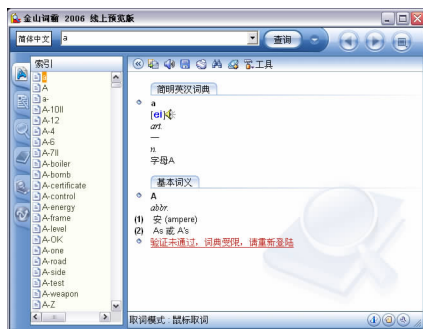 金山词霸 2006 线上预览版
简体中文 a 查询
索引
a
A
a-
A-10II
A-12
A-4
A-6
A-7II
A-boiler
A-bomb
A-certificate
A-control
A-energy
A-frame
A-level
A-OK
A-one
A-road
A-side
A-test
A-weapon
A-Z
工具
简明英汉词典
a
[ei]
art.
一
n.
字母A
基本词义
A
abbr.
(1) 安 (ampere)
(2) As 或 A's
验证未通过，词典受限，请重新登陆
取词模式：鼠标取词